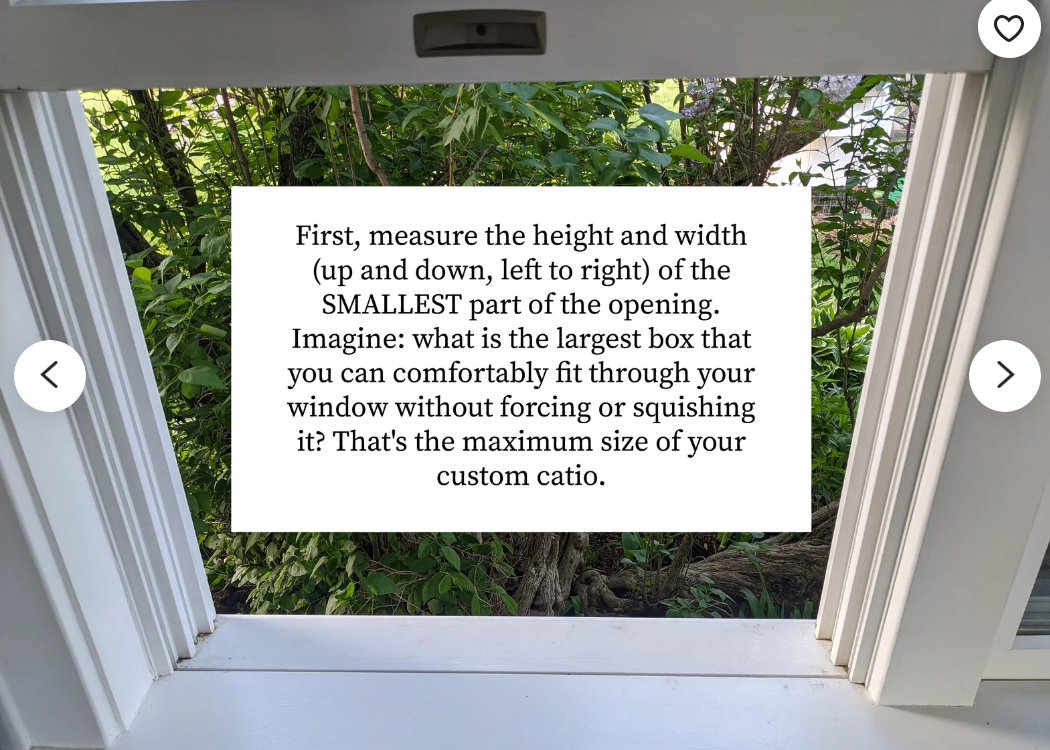 First, measure the height and width
(up and down, left to right) of the
SMALLEST part of the opening.
Imagine: what is the largest box that
you can comfortably fit through your
window without forcing or squishing
it? That's the maximum size of your
custom catio.